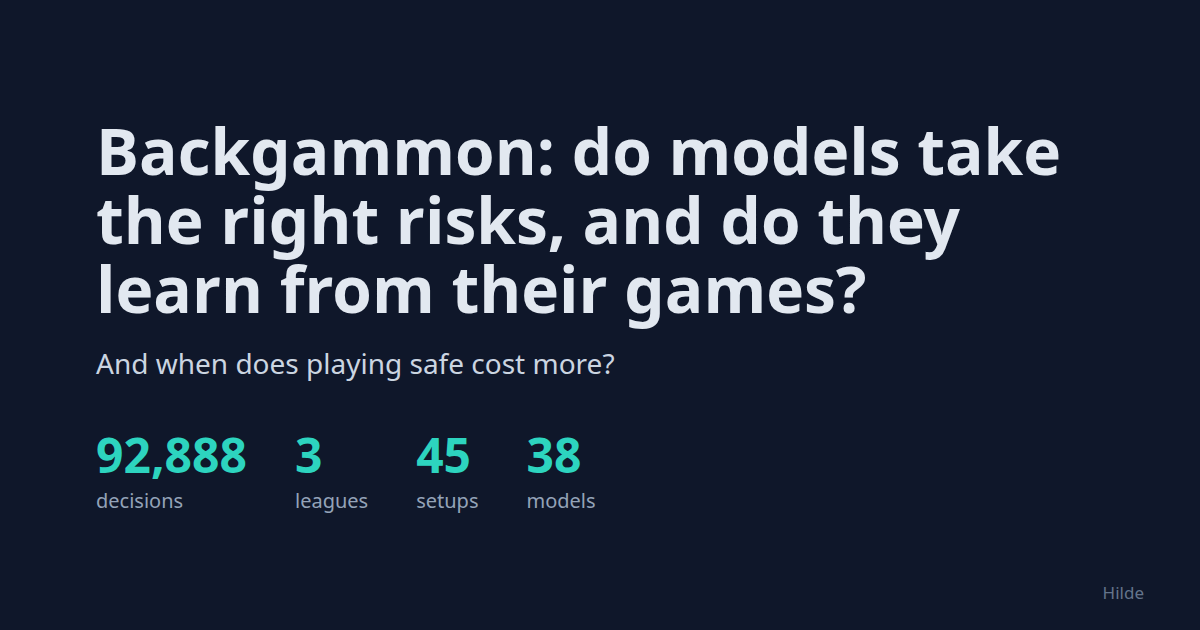 Backgammon: do models take
the right risks, and do they
learn from their games?
And when does playing safe cost more?
92,888 3 45 38
decisions leagues setups models
Hilde